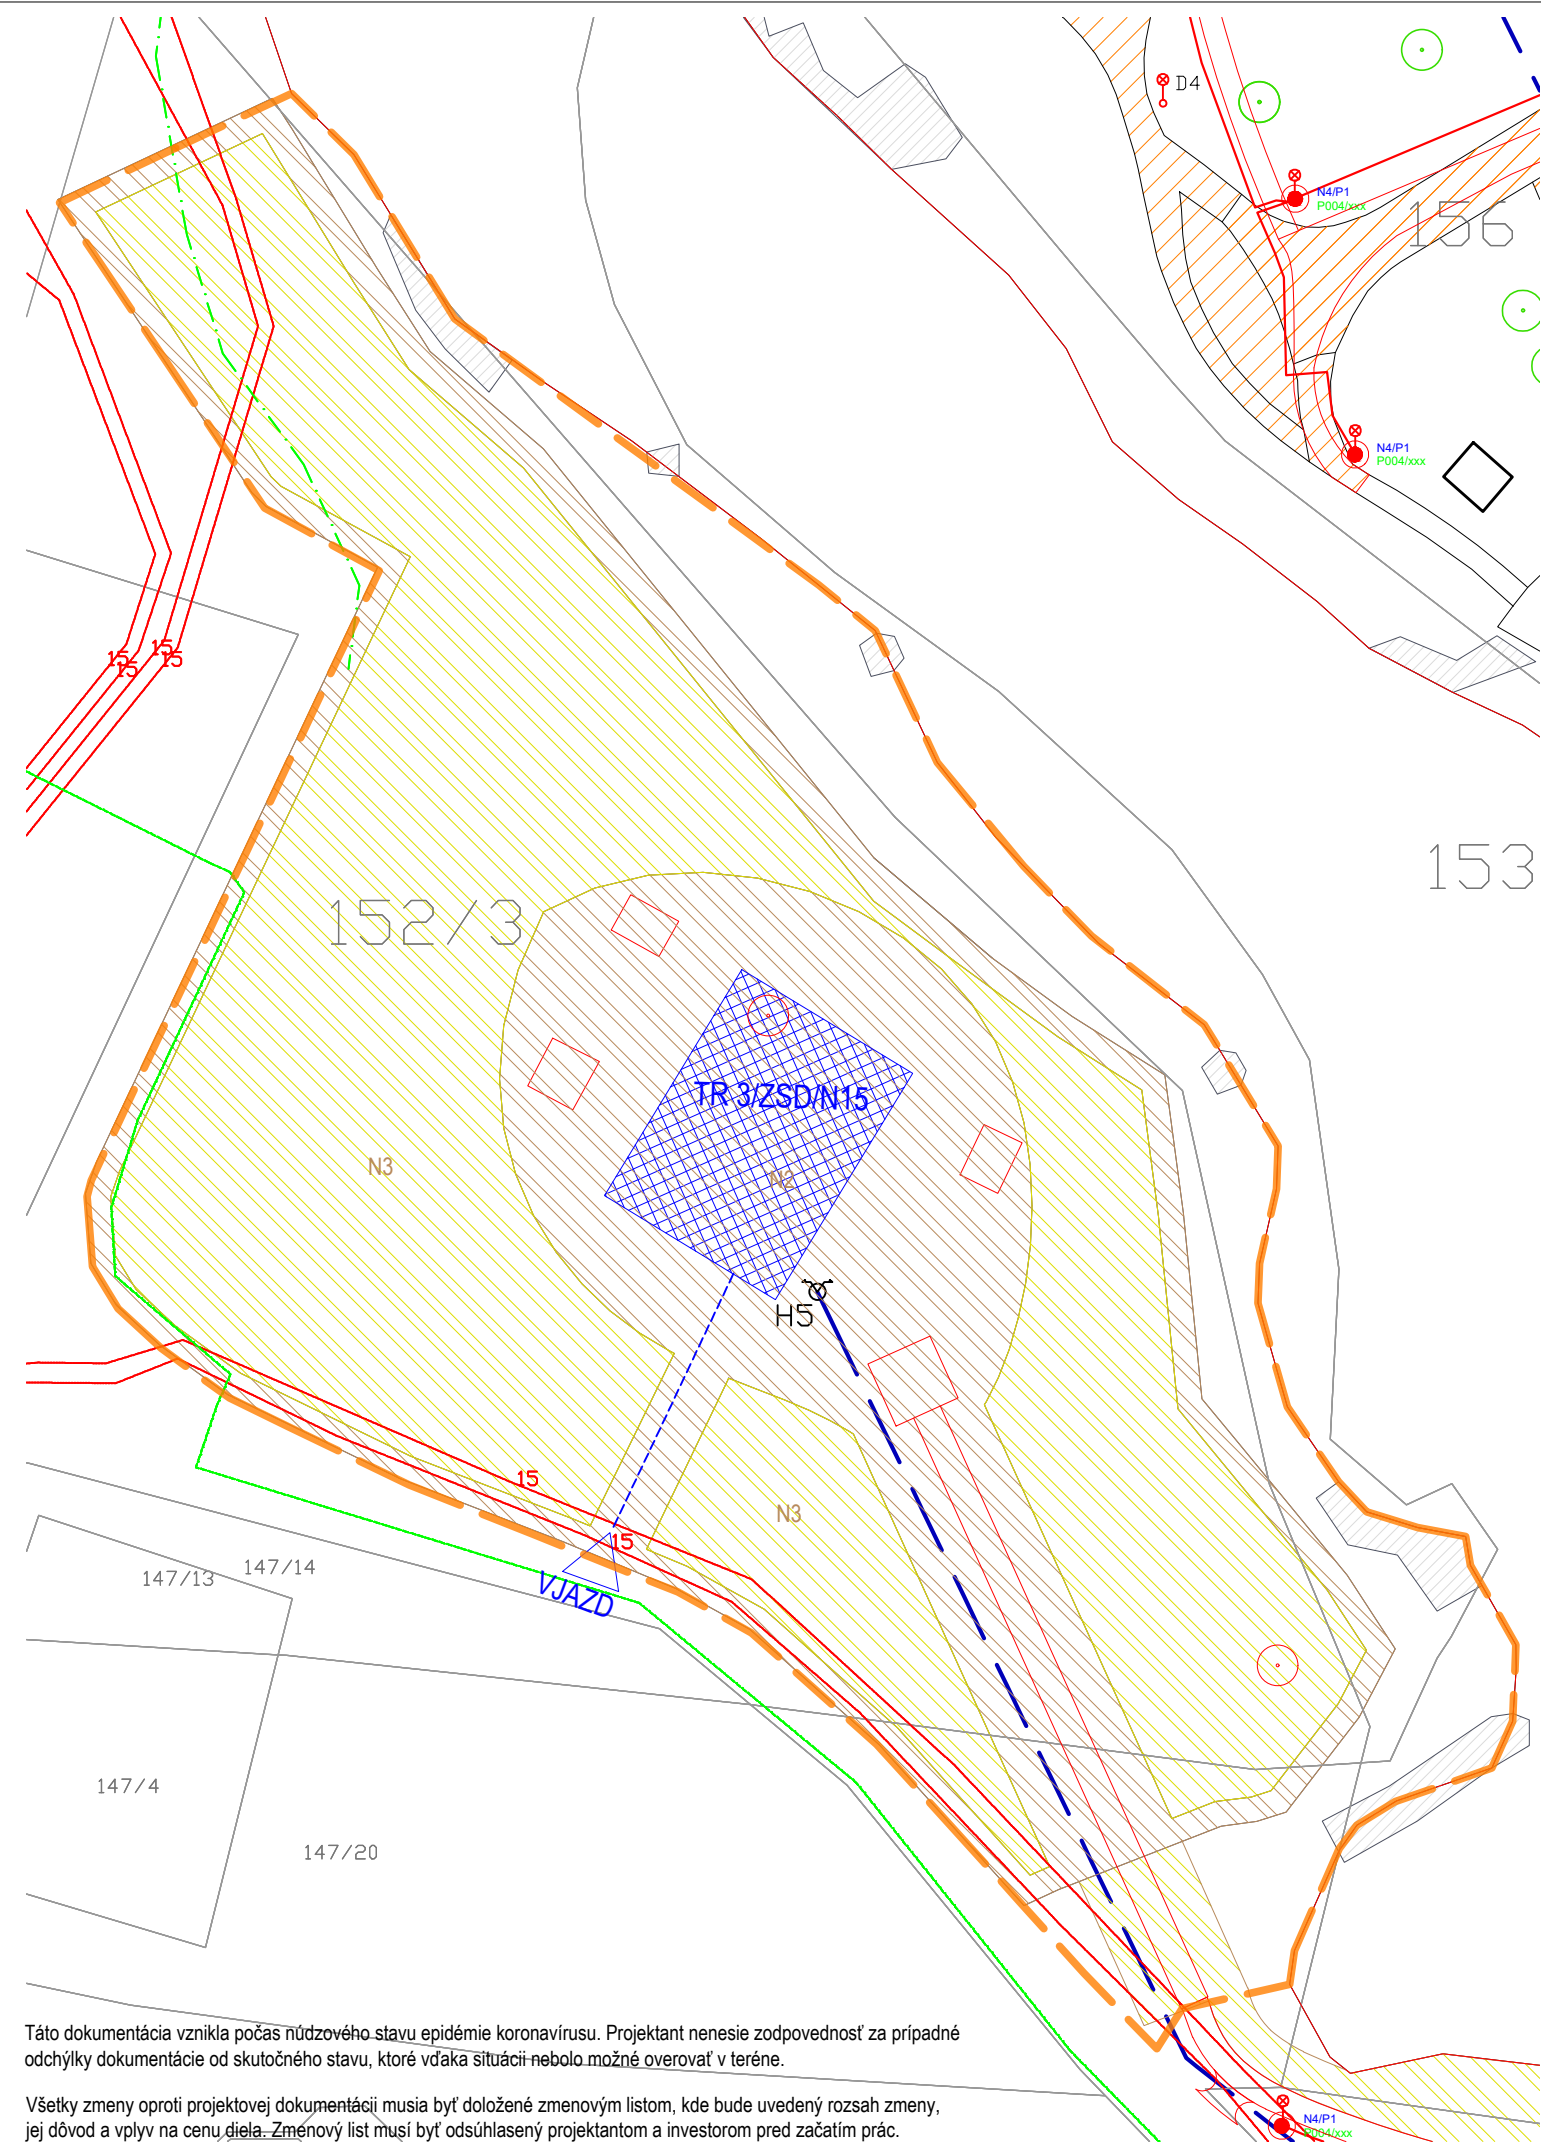 D4
N4/P1
P004/xxx
156
N4/P1
P004/xxx
15
15
15
15
153
152/3
TR 3/ZSD/N15
N3
N2
H5
15
N3
15
VJAZD
147/14
147/13
147/4
147/20
Táto dokumentácia vznikla počas núdzového stavu epidémie koronavírusu. Projektant nenesie zodpovednosť za prípadné
odchýlky dokumentácie od skutočného stavu, ktoré vďaka situácii nebolo možné overovať v teréne.
Všetky zmeny oproti projektovej dokumentácii musia byť doložené zmenovým listom, kde bude uvedený rozsah zmeny,
jej dôvod a vplyv na cenu diela. Zmenový list musí byť odsúhlasený projektantom a investorom pred začatím prác.
N4/P1
P004/xxx